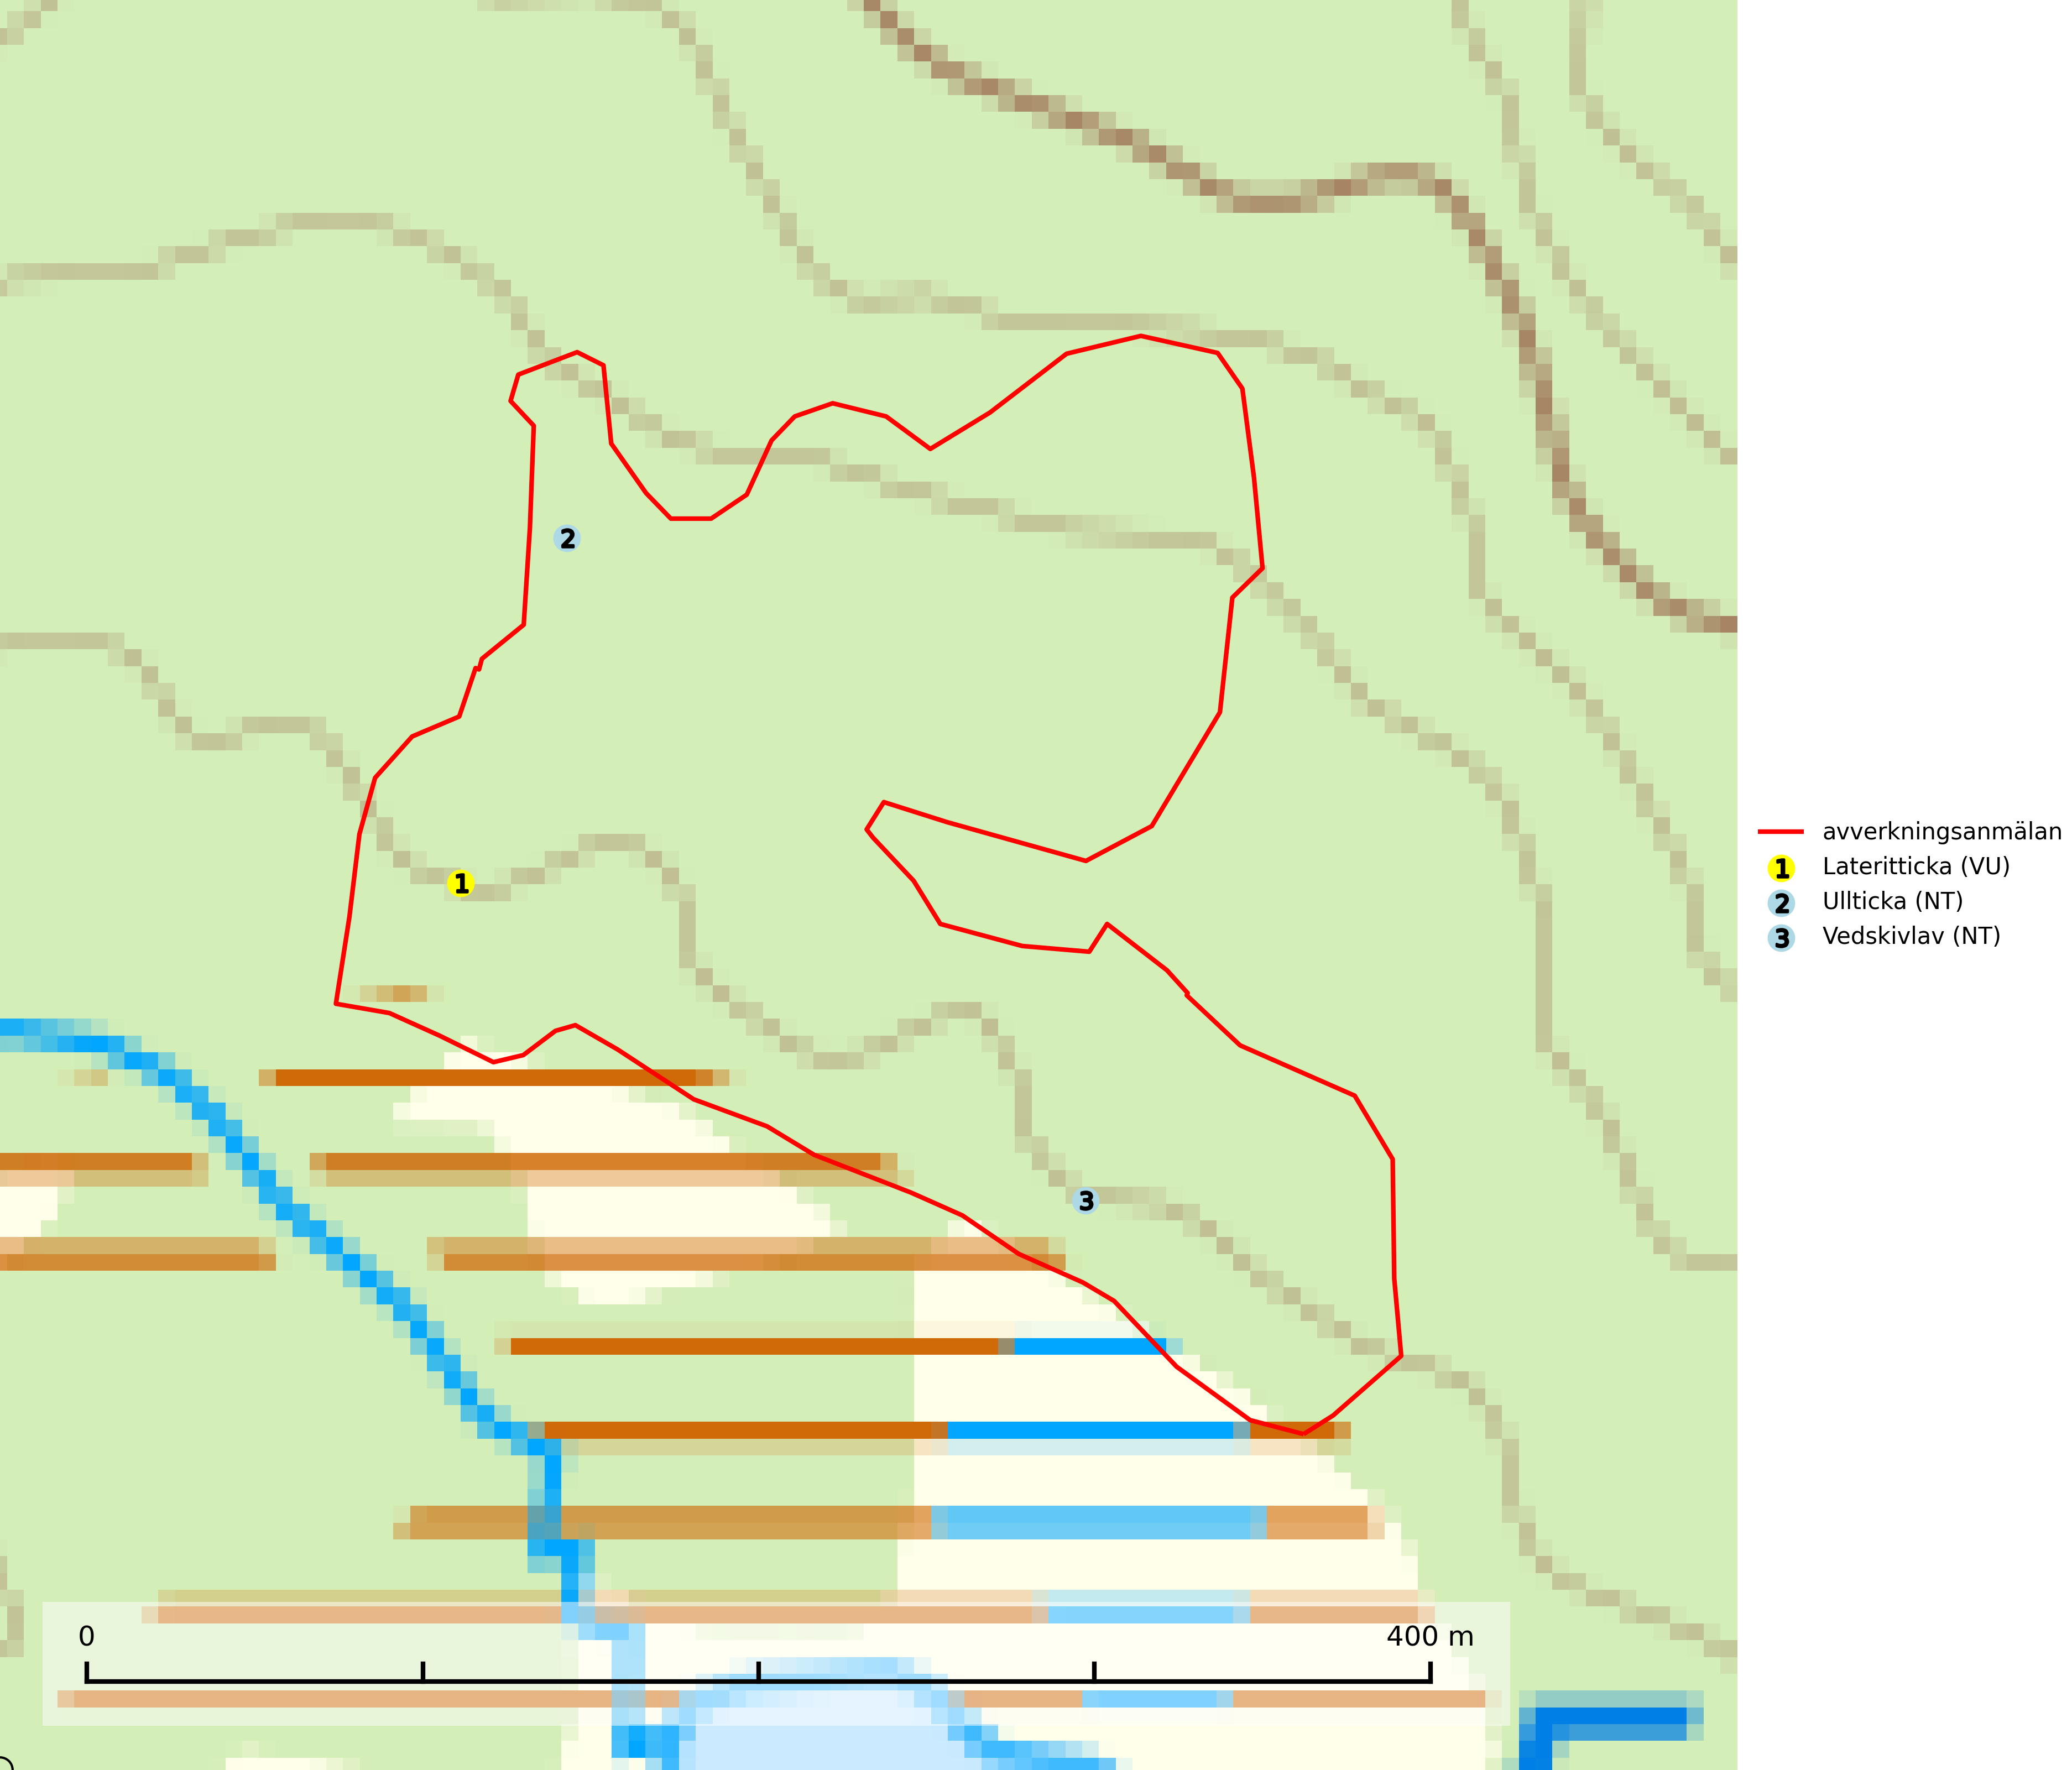 2
1
3
avverkningsanmälan
1 Lateritticka (VU)
2 Ullticka (NT)
3 Vedskivlav (NT)
0 400 m